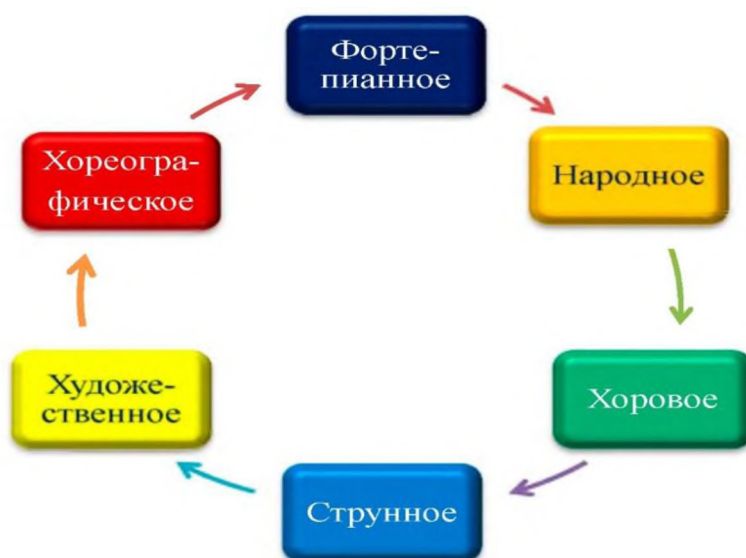 Форте-
пианное
Народное
Хоровое
Струнное
Художе-
ственное
Хореогра-
фическое